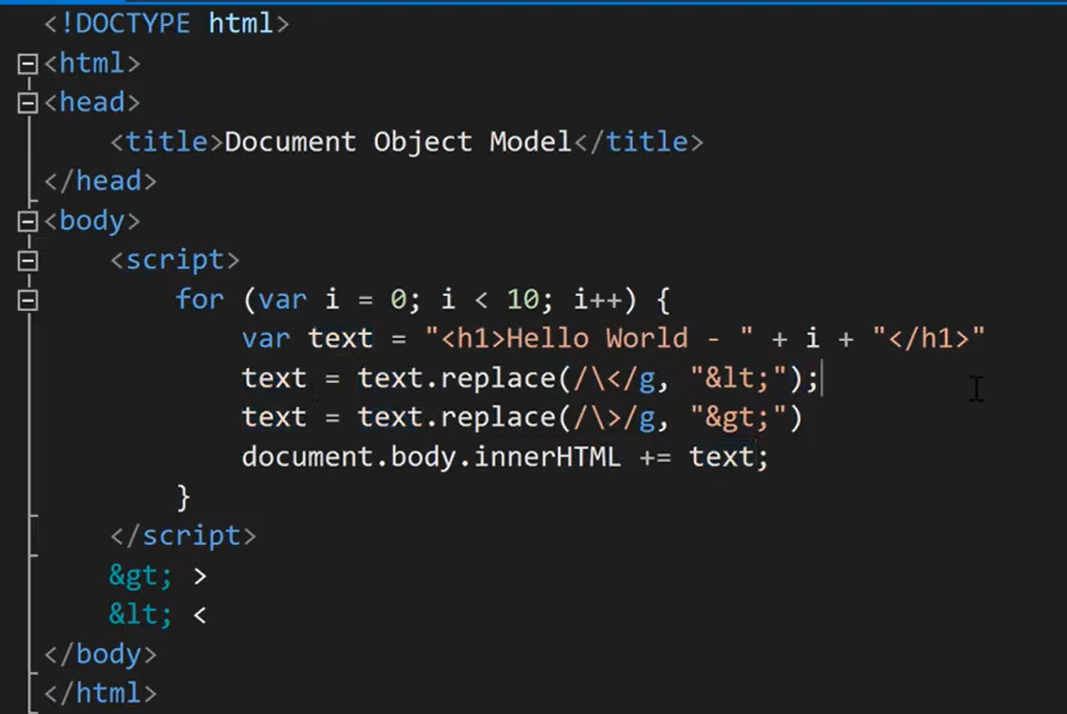 <!DOCTYPE html>
<html>
<head>
    <title>Document Object Model</title>
</head>
<body>
    <script>
        for (var i = 0; i < 10; i++) {
            var text = "<h1>Hello World - " + i + "</h1>"
            text = text.replace(/\</g, "&lt;");
            text = text.replace(/\>/g, "&gt;")
            document.body.innerHTML += text;
        }
    </script>
    &gt; >
    &lt; <
</body>
</html>